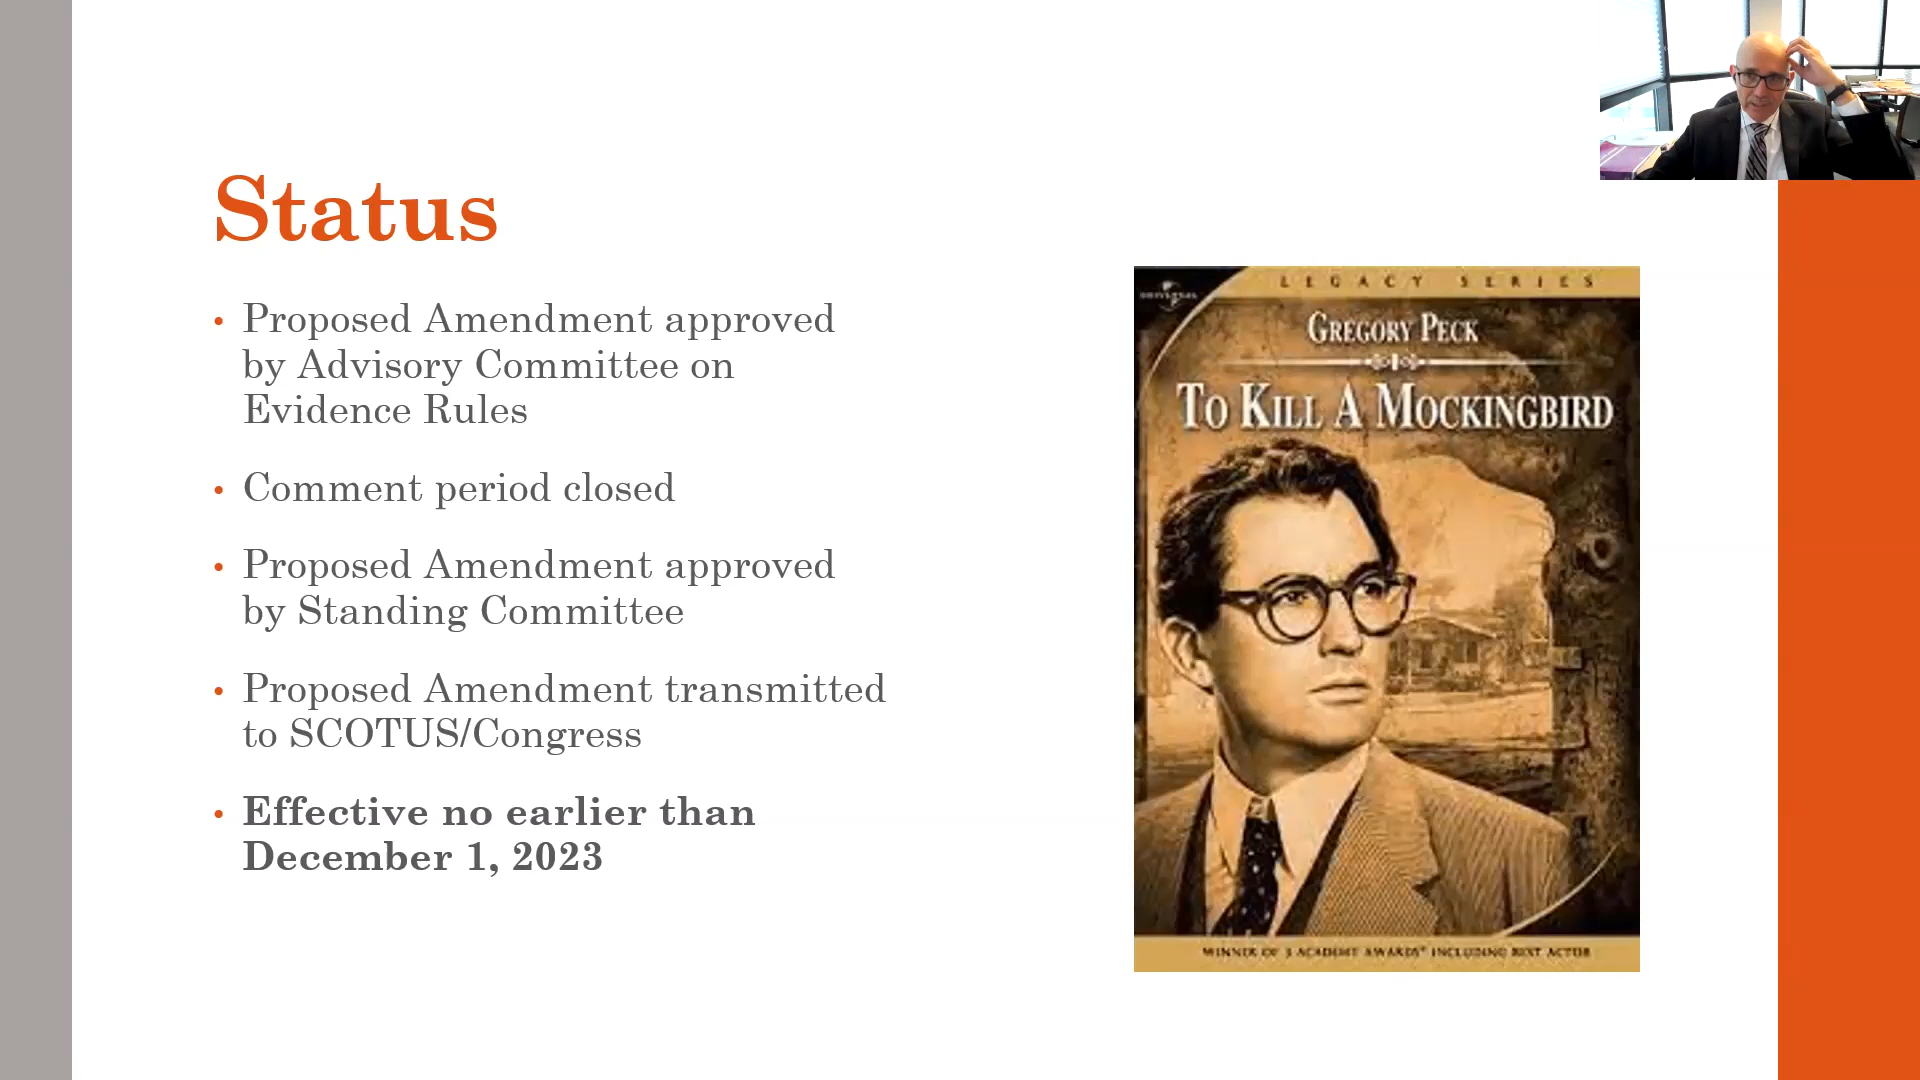 Status
• Proposed Amendment approved
by Advisory Committee on
Evidence Rules
• Comment period closed
• Proposed Amendment approved
by Standing Committee
• Proposed Amendment transmitted
to SCOTUS/Congress
• Effective no earlier than
December 1, 2023
LEGACY SERIES
UNIVERSAL
GREGORY PECK
TO KILL A MOCKINGBIRD
WINNER OF 3 ACADEMY AWARDS® INCLUDING BEST ACTOR